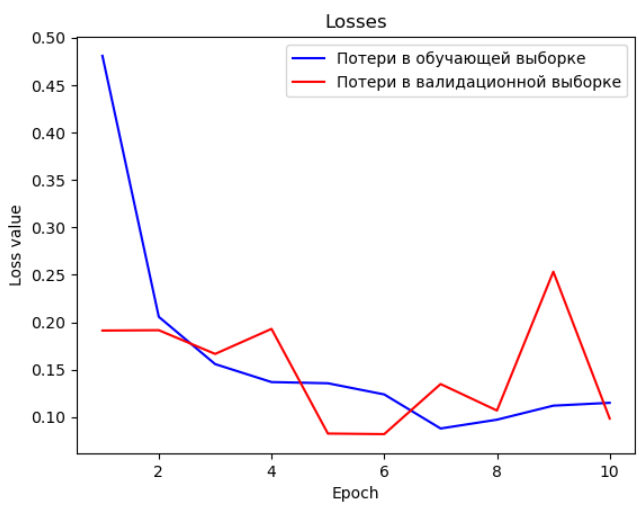 Losses
0.50
0.45
0.40
0.35
0.30
0.25
0.20
0.15
0.10
Loss value
Потери в обучающей выборке
Потери в валидационной выборке
2 4 6 8 10
Epoch